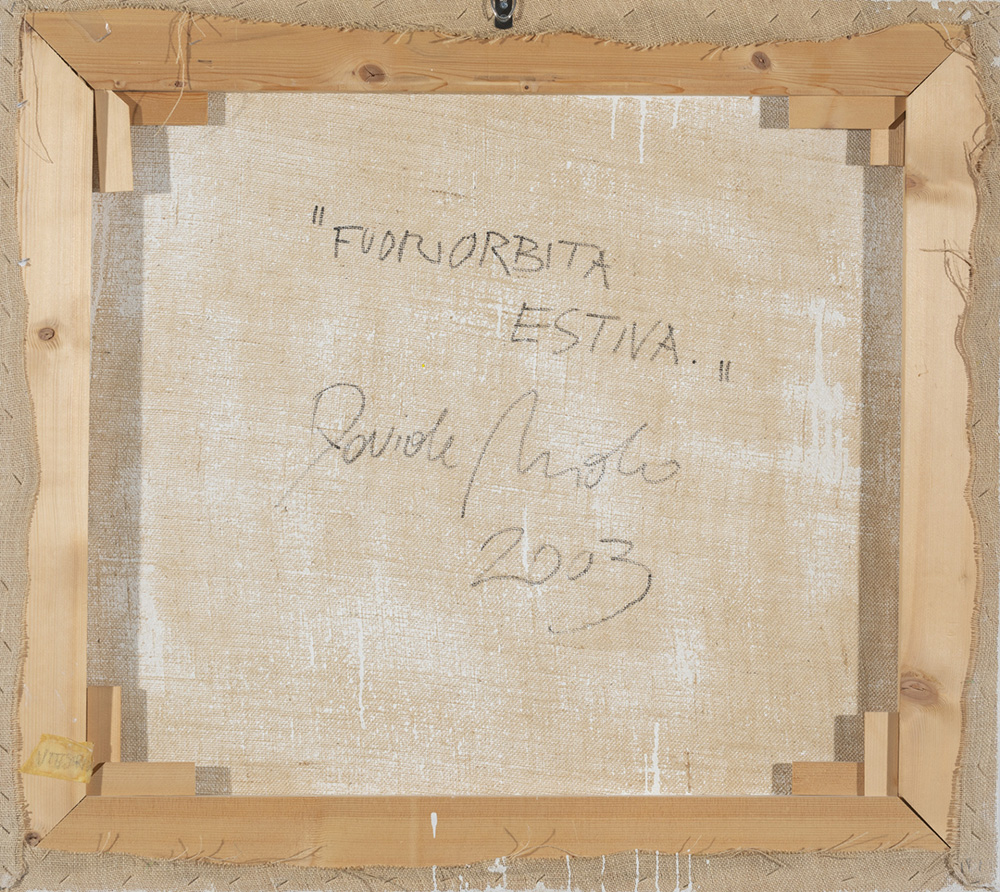 "FUORIORBITA
ESTIVA."
Davide Nido
2003